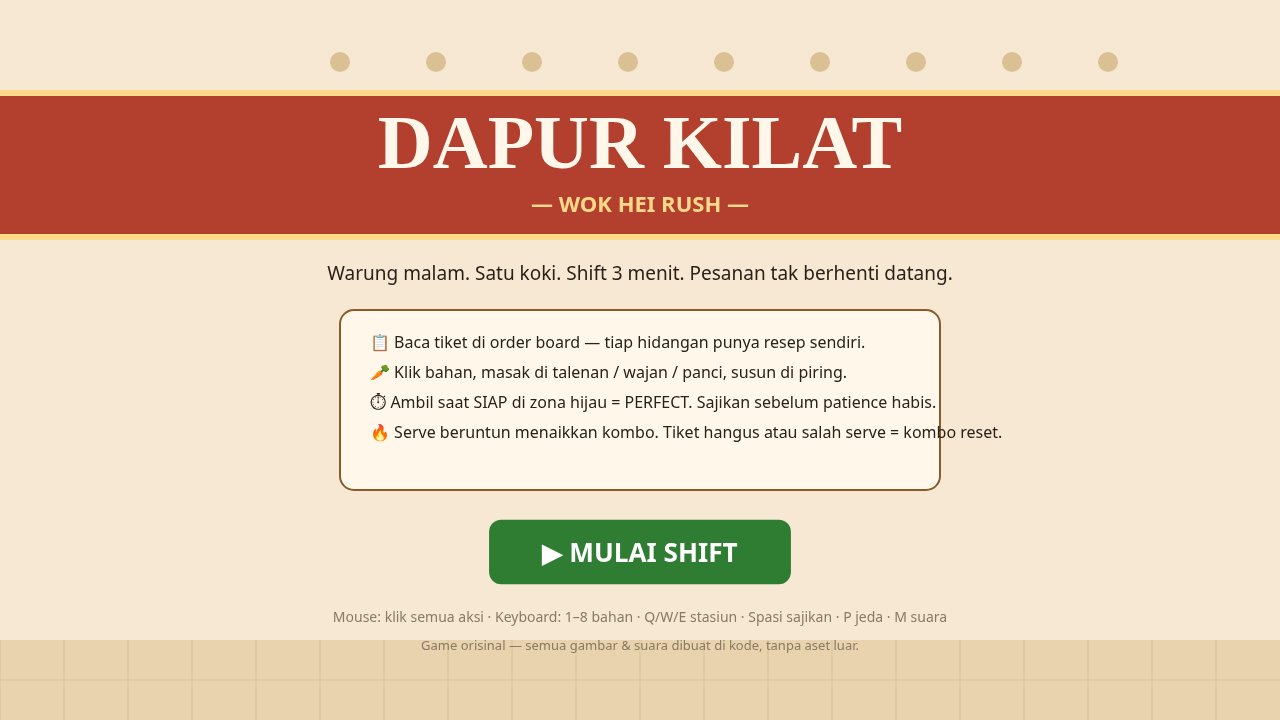 DAPUR KILAT
— WOK HEI RUSH —
Warung malam. Satu koki. Shift 3 menit. Pesanan tak berhenti datang.
📋 Baca tiket di order board — tiap hidangan punya resep sendiri.
🥕 Klik bahan, masak di talenan / wajan / panci, susun di piring.
⏱ Ambil saat SIAP di zona hijau = PERFECT. Sajikan sebelum patience habis.
🔥 Serve beruntun menaikkan kombo. Tiket hangus atau salah serve = kombo reset.
▶ MULAI SHIFT
Mouse: klik semua aksi · Keyboard: 1–8 bahan · Q/W/E stasiun · Spasi sajikan · P jeda · M suara
Game orisinal — semua gambar & suara dibuat di kode, tanpa aset luar.